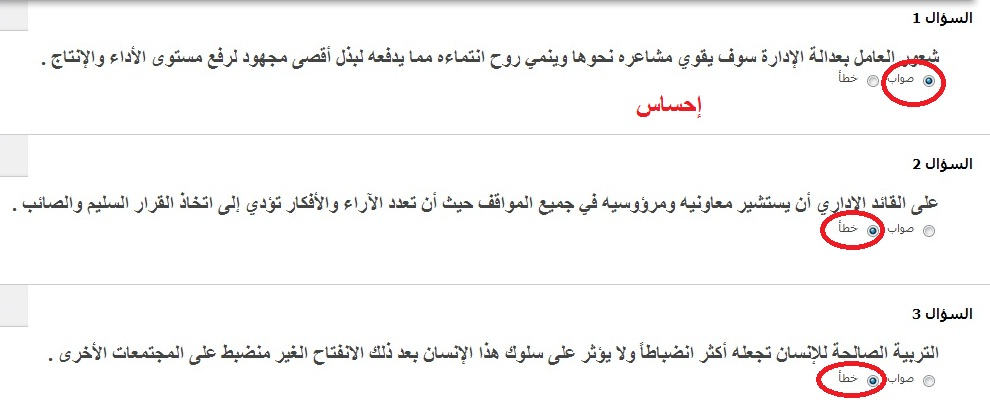 السؤال 1
شعور العامل بعدالة الإدارة سوف يقوي مشاعره نحوها وينمي روح انتماءه مما يدفعه لبذل أقصى مجهود لرفع مستوى الأداء والإنتاج .
صواب خطأ
إحساس
السؤال 2
على القائد الإداري أن يستشير معاونيه ومرؤوسيه في جميع المواقف حيث أن تعدد الآراء والأفكار تؤدي إلى اتخاذ القرار السليم والصائب .
صواب خطأ
السؤال 3
التربية الصالحة للإنسان تجعله أكثر انضباطاً ولا يؤثر على سلوك هذا الإنسان بعد ذلك الانفتاح الغير منضبط على المجتمعات الأخرى .
صواب خطأ